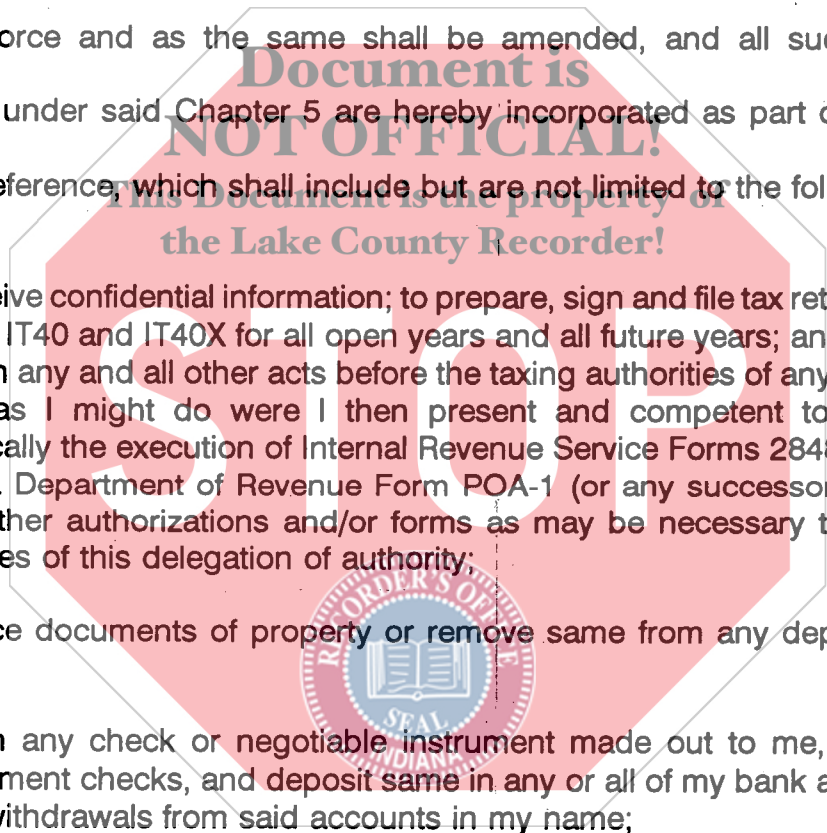 orce and as the same shall be amended, and all su
Document is
under said Chapter 5 are hereby incorporated as part
NOT OFFICIAL!
eference, which shall include but are not limited to the fol
This Document is the property of
the Lake County Recorder!
ive confidential information; to prepare, sign and file tax ret
IT40 and IT40X for all open years and all future years; an
any and all other acts before the taxing authorities of any
as I might do were I then present and competent to
cally the execution of Internal Revenue Service Forms 284
Department of Revenue Form POA-1 (or any successor
ther authorizations and/or forms as may be necessary t
es of this delegation of authority;
STOP
RECORDER'S OFFICE
ce documents of property or remove same from any dep
SEAL
INDIANA
any check or negotiable instrument made out to me,
ment checks, and deposit same in any or all of my bank a
withdrawals from said accounts in my name;